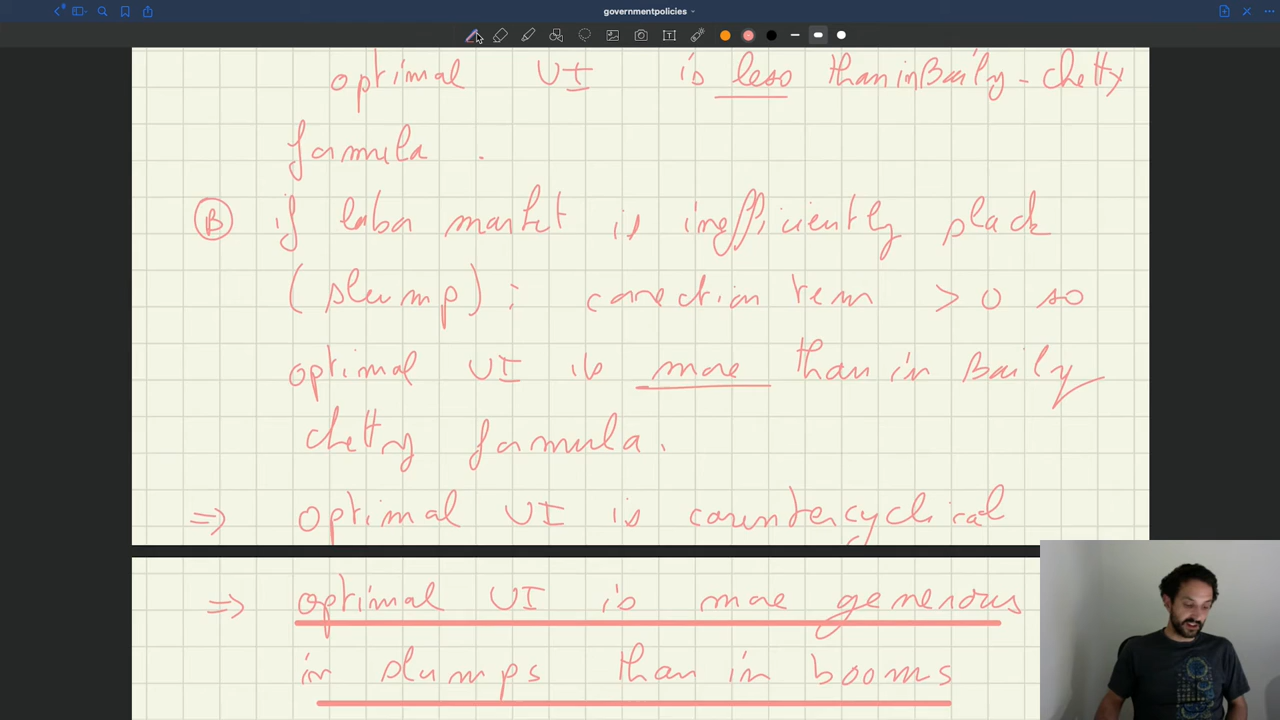 governmentpolicies
optimal UI is less than in Baily - Chetty
formula .
Ⓑ if labor market is inefficiently slack
(slump) : correction term > 0 so
optimal UI is more than in Baily
Chetty formula .
⇒ optimal UI is countercyclical
⇒ optimal UI is more generous
in slumps than in booms